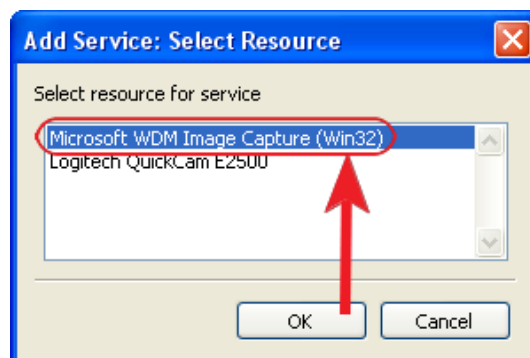 Add Service: Select Resource
Select resource for service
Microsoft WDM Image Capture (Win32)
Logitech QuickCam E2500
OK
Cancel